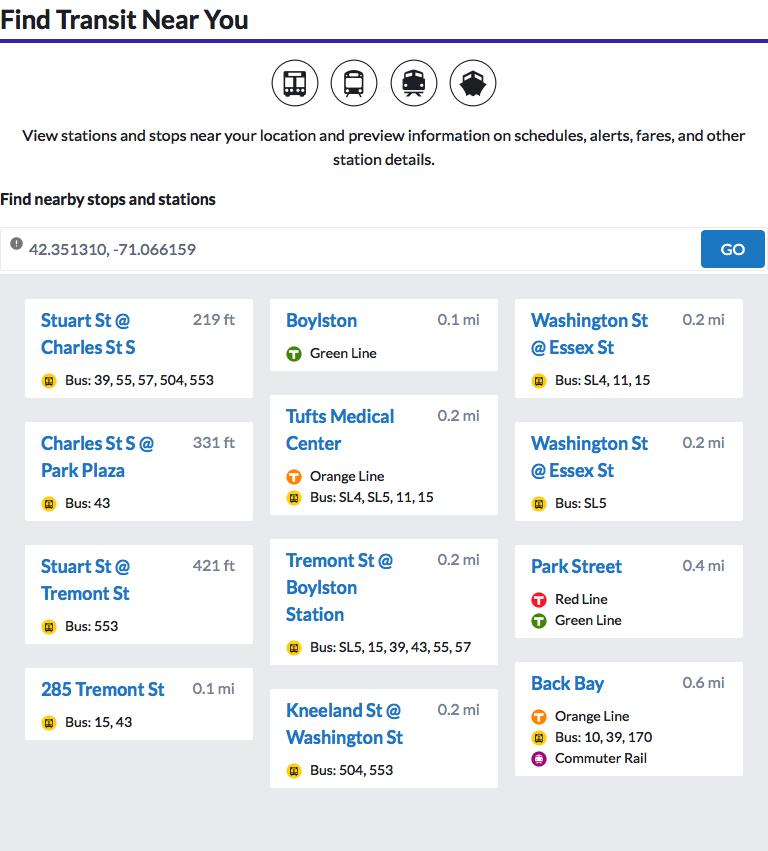 Find Transit Near You
View stations and stops near your location and preview information on schedules, alerts, fares, and other
station details.
Find nearby stops and stations
42.351310, -71.066159
GO
Stuart St @ 219 ft
Charles St S
Bus: 39, 55, 57, 504, 553
Charles St S @ 331 ft
Park Plaza
Bus: 43
Stuart St @ 421 ft
Tremont St
Bus: 553
285 Tremont St 0.1 mi
Bus: 15, 43
Boylston 0.1 mi
T Green Line
Tufts Medical 0.2 mi
Center
T Orange Line
Bus: SL4, SL5, 11, 15
Tremont St @ 0.2 mi
Boylston
Station
Bus: SL5, 15, 39, 43, 55, 57
Kneeland St @ 0.2 mi
Washington St
Bus: 504, 553
Washington St 0.2 mi
@ Essex St
Bus: SL4, 11, 15
Washington St 0.2 mi
@ Essex St
Bus: SL5
Park Street 0.4 mi
T Red Line
T Green Line
Back Bay 0.6 mi
T Orange Line
Bus: 10, 39, 170
Commuter Rail